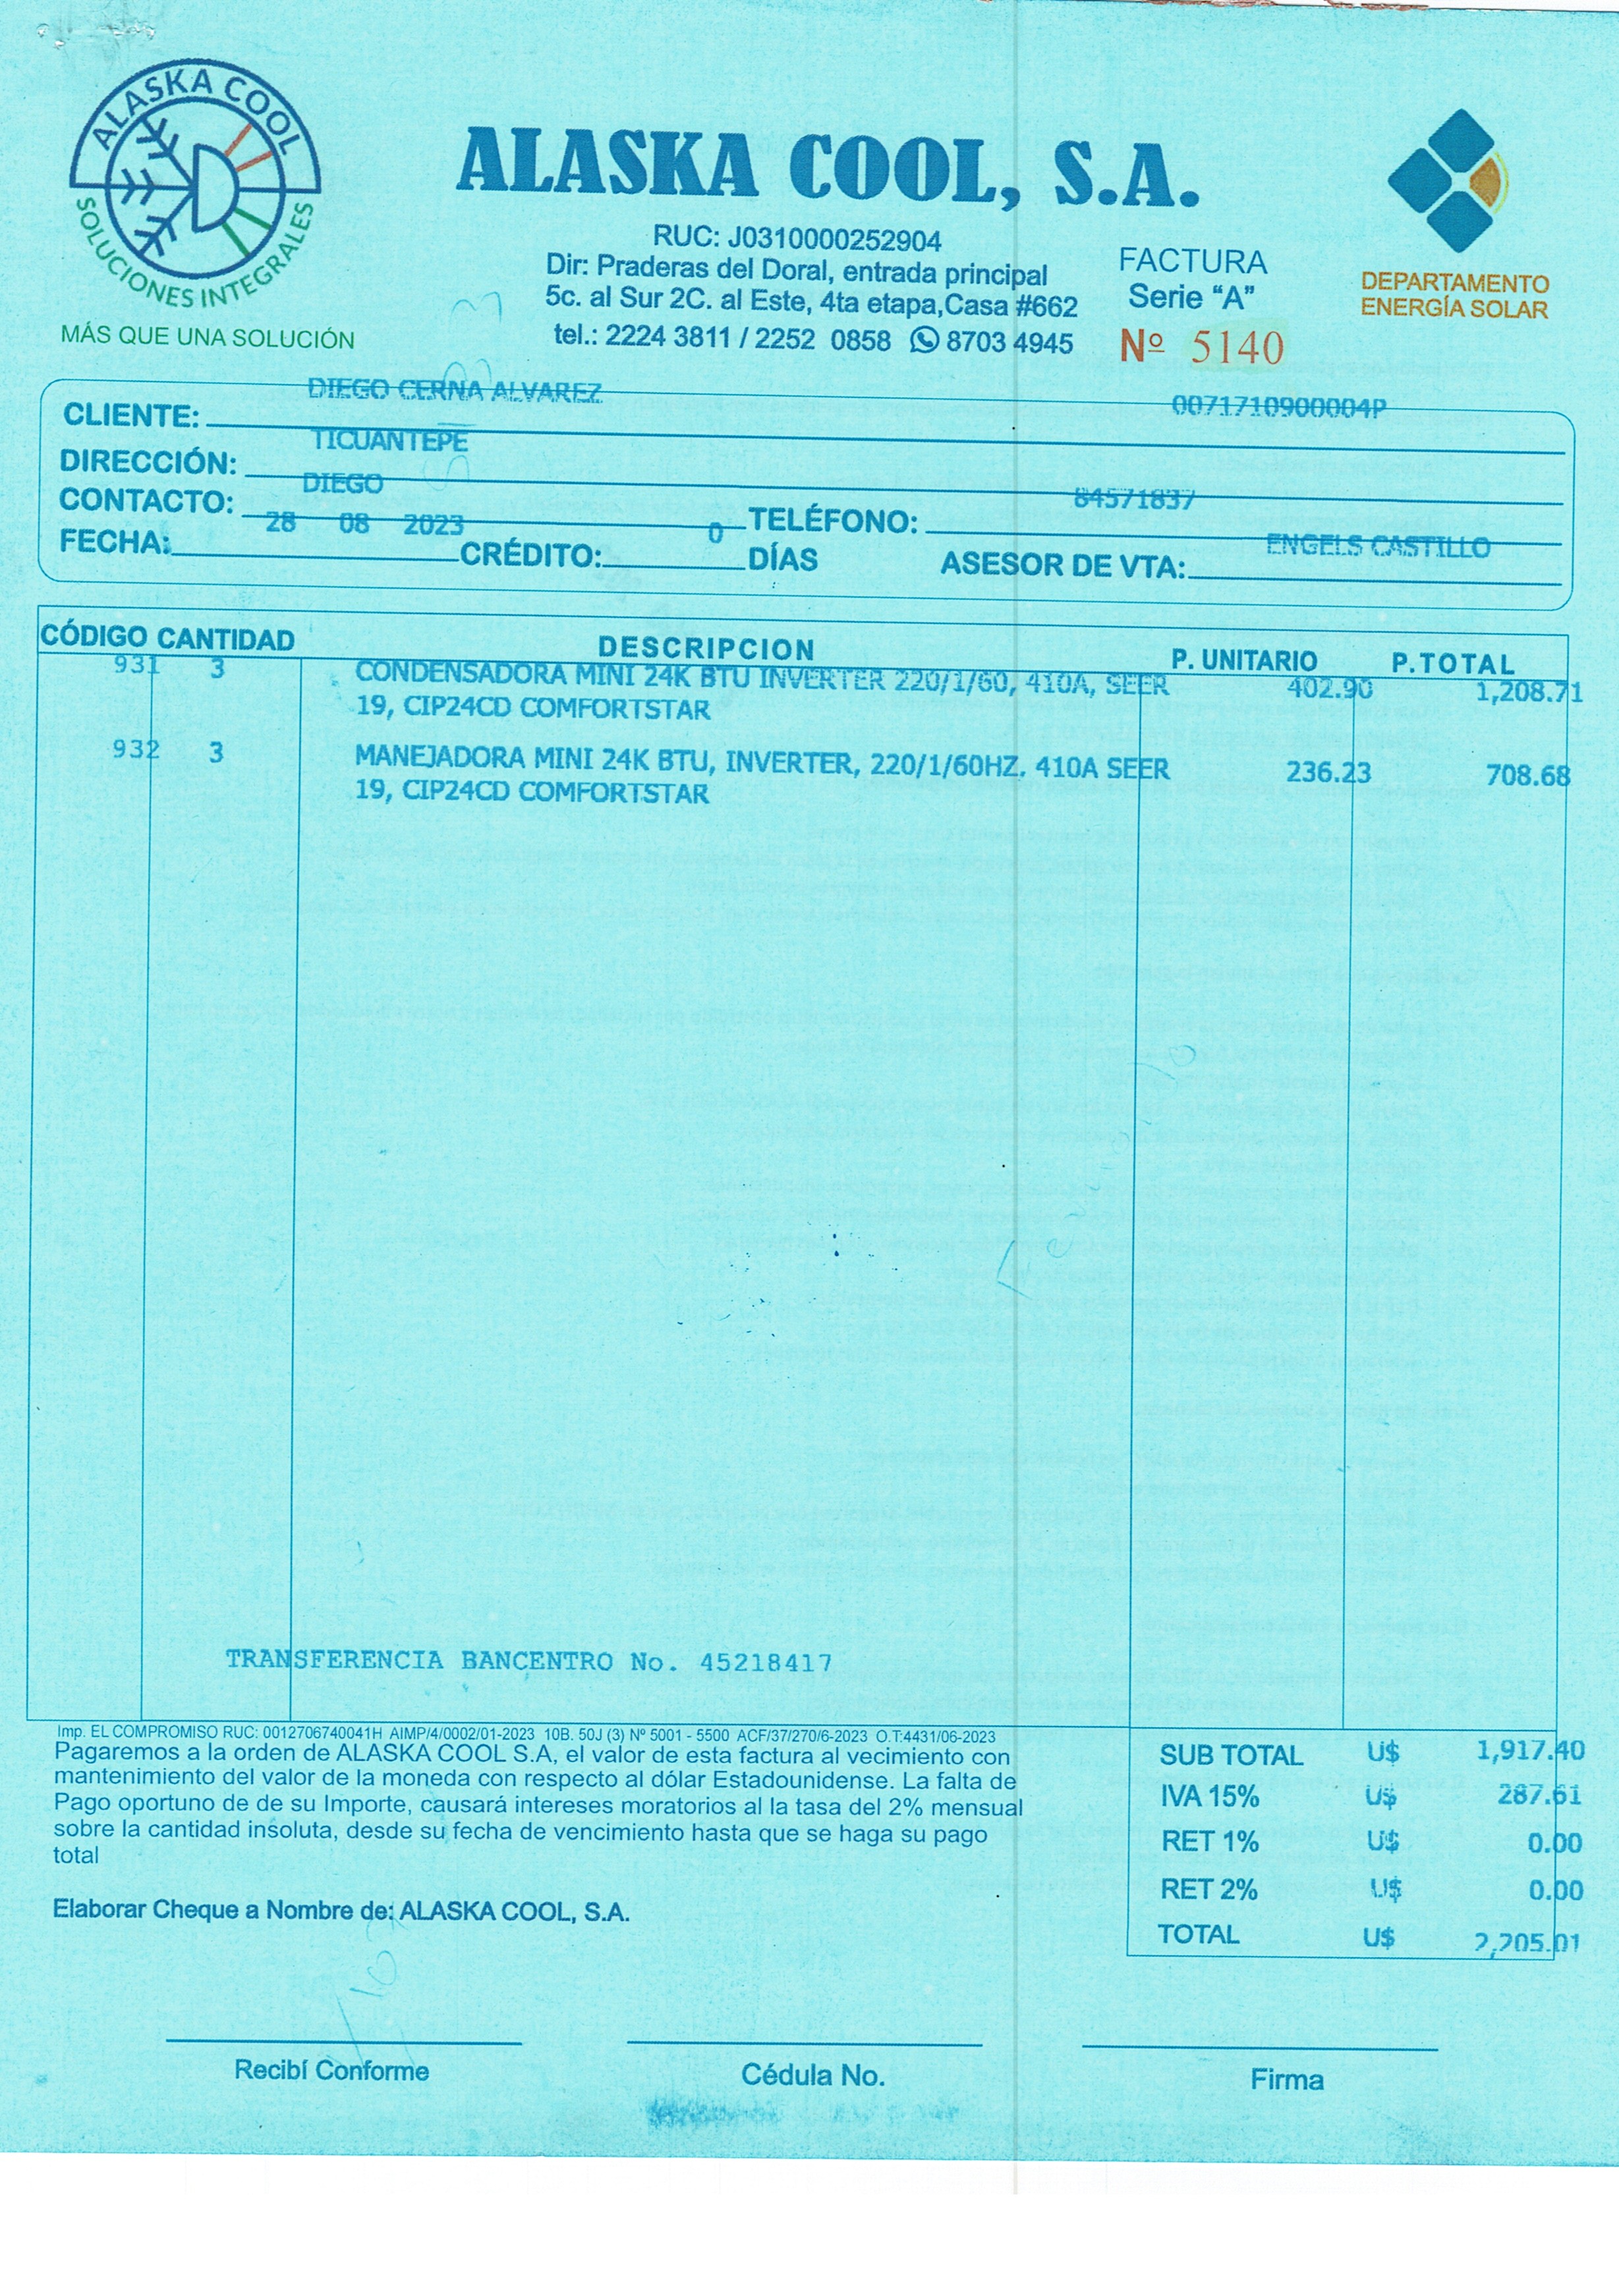 ALASKA COOL
SOLUCIONES INTEGRALES
MÁS QUE UNA SOLUCIÓN
ALASKA COOL, S.A.
RUC: J0310000252904
Dir: Praderas del Doral, entrada principal
5c. al Sur 2C. al Este, 4ta etapa,Casa #662
tel.: 2224 3811 / 2252 0858 8703 4945
FACTURA
Serie “A”
Nº 5140
DEPARTAMENTO
ENERGÍA SOLAR
CLIENTE: DIEGO CERNA ALVAREZ 0071710900004P
DIRECCIÓN: TICUANTEPE
CONTACTO: DIEGO TELÉFONO: 84571837
FECHA: 28 08 2023 CRÉDITO: 0 DÍAS ASESOR DE VTA: ENGELS CASTILLO
CÓDIGO CANTIDAD DESCRIPCION P. UNITARIO P.TOTAL
931 3 CONDENSADORA MINI 24K BTU INVERTER 220/1/60, 410A, SEER 402.90 1,208.71
19, CIP24CD COMFORTSTAR
932 3 MANEJADORA MINI 24K BTU, INVERTER, 220/1/60HZ. 410A SEER 236.23 708.68
19, CIP24CD COMFORTSTAR
TRANSFERENCIA BANCENTRO No. 45218417
Imp. EL COMPROMISO RUC: 0012706740041H AIMP/4/0002/01-2023 10B. 50J (3) Nº 5001 - 5500 ACF/37/270/6-2023 O.T:4431/06-2023
Pagaremos a la orden de ALASKA COOL S.A, el valor de esta factura al vecimiento con
mantenimiento del valor de la moneda con respecto al dólar Estadounidense. La falta de
Pago oportuno de de su Importe, causará intereses moratorios al la tasa del 2% mensual
sobre la cantidad insoluta, desde su fecha de vencimiento hasta que se haga su pago
total
Elaborar Cheque a Nombre de: ALASKA COOL, S.A.
SUB TOTAL U$ 1,917.40
IVA 15% U$ 287.61
RET 1% U$ 0.00
RET 2% U$ 0.00
TOTAL U$ 2,205.01
Recibí Conforme
Cédula No.
Firma